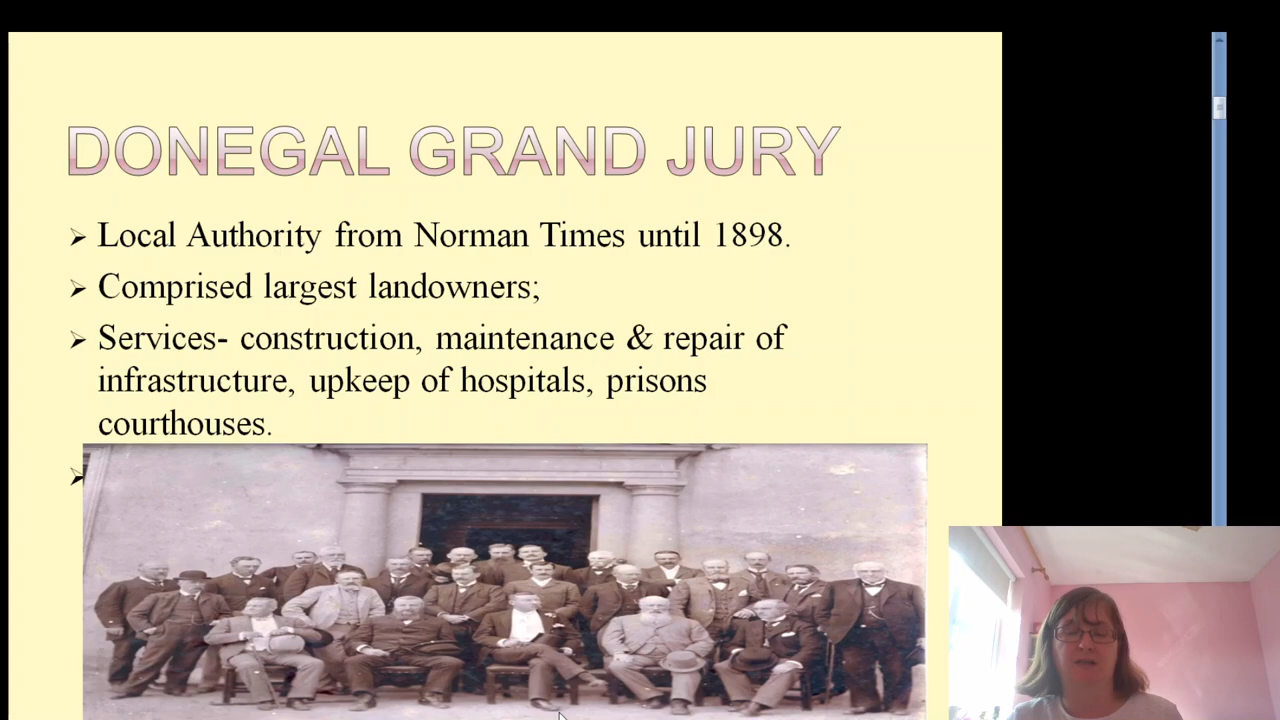 DONEGAL GRAND JURY
➢ Local Authority from Norman Times until 1898.
➢ Comprised largest landowners;
➢ Services- construction, maintenance & repair of
infrastructure, upkeep of hospitals, prisons
courthouses.